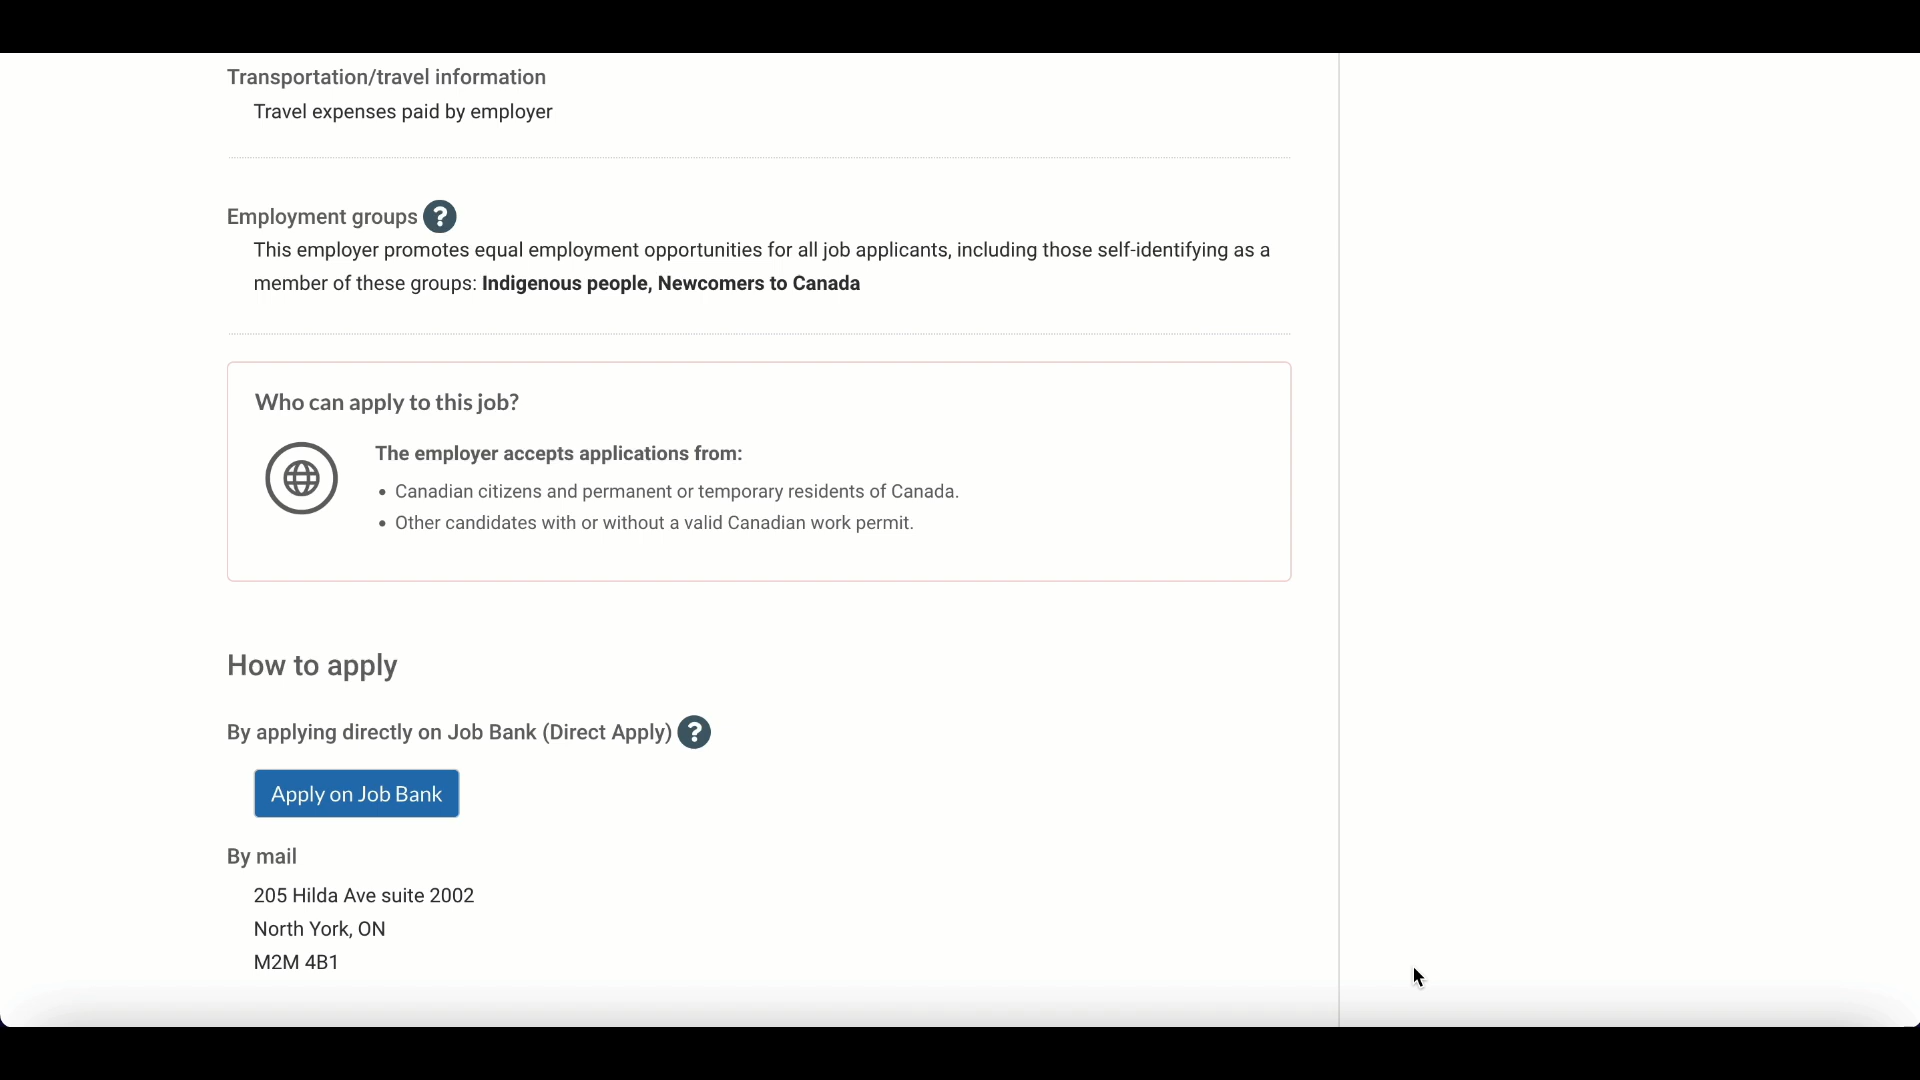 Transportation/travel information
Travel expenses paid by employer
Employment groups ?
This employer promotes equal employment opportunities for all job applicants, including those self-identifying as a
member of these groups: Indigenous people, Newcomers to Canada
Who can apply to this job?
The employer accepts applications from:
• Canadian citizens and permanent or temporary residents of Canada.
• Other candidates with or without a valid Canadian work permit.
How to apply
By applying directly on Job Bank (Direct Apply) ?
Apply on Job Bank
By mail
205 Hilda Ave suite 2002
North York, ON
M2M 4B1